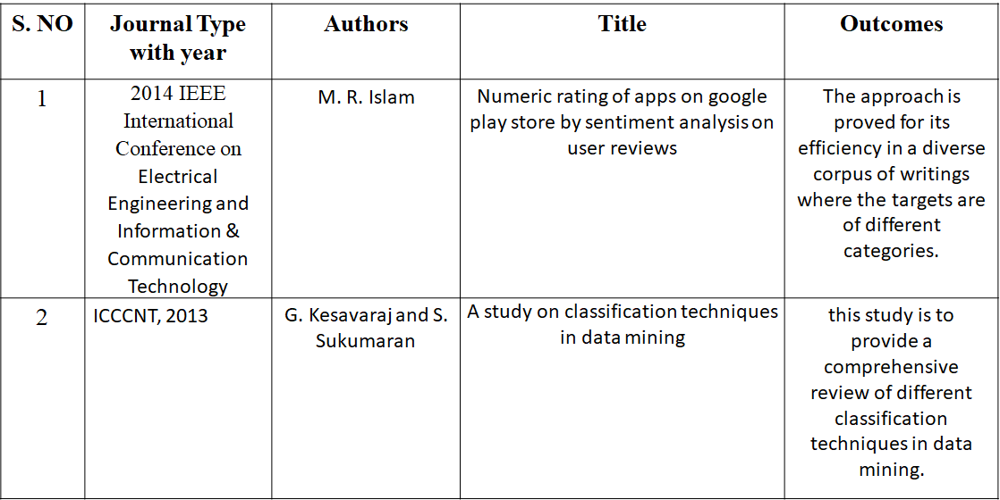 S. NO
Journal Type
with year
Authors
Title
Outcomes
1
2014 IEEE
International
Conference on
Electrical
Engineering and
Information &
Communication
Technology
M. R. Islam
Numeric rating of apps on google
play store by sentiment analysis on
user reviews
The approach is
proved for its
efficiency in a diverse
corpus of writings
where the targets are
of different
categories.
2
ICCCNT, 2013
G. Kesavaraj and S.
Sukumaran
A study on classification techniques
in data mining
this study is to
provide a
comprehensive
review of different
classification
techniques in data
mining.